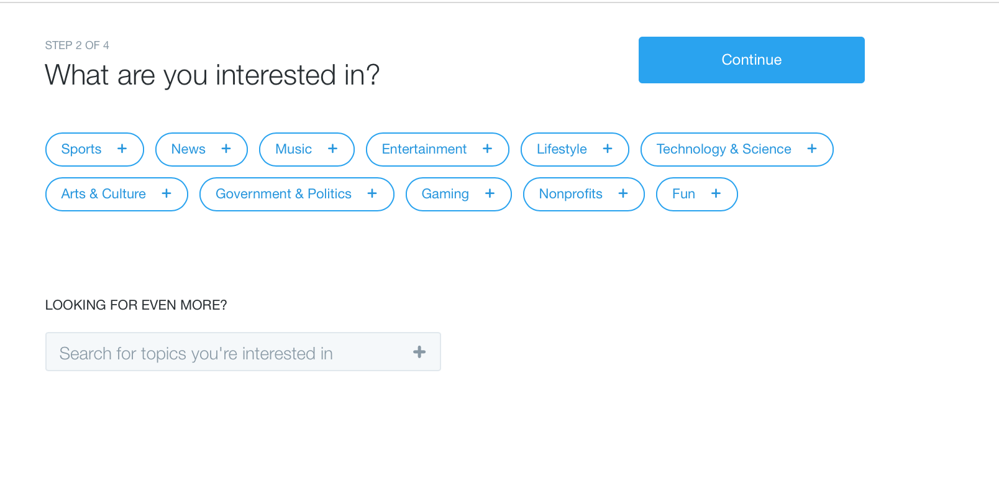 STEP 2 OF 4
What are you interested in?
Continue
Sports + News + Music + Entertainment + Lifestyle + Technology & Science +
Arts & Culture + Government & Politics + Gaming + Nonprofits + Fun +
LOOKING FOR EVEN MORE?
Search for topics you're interested in +